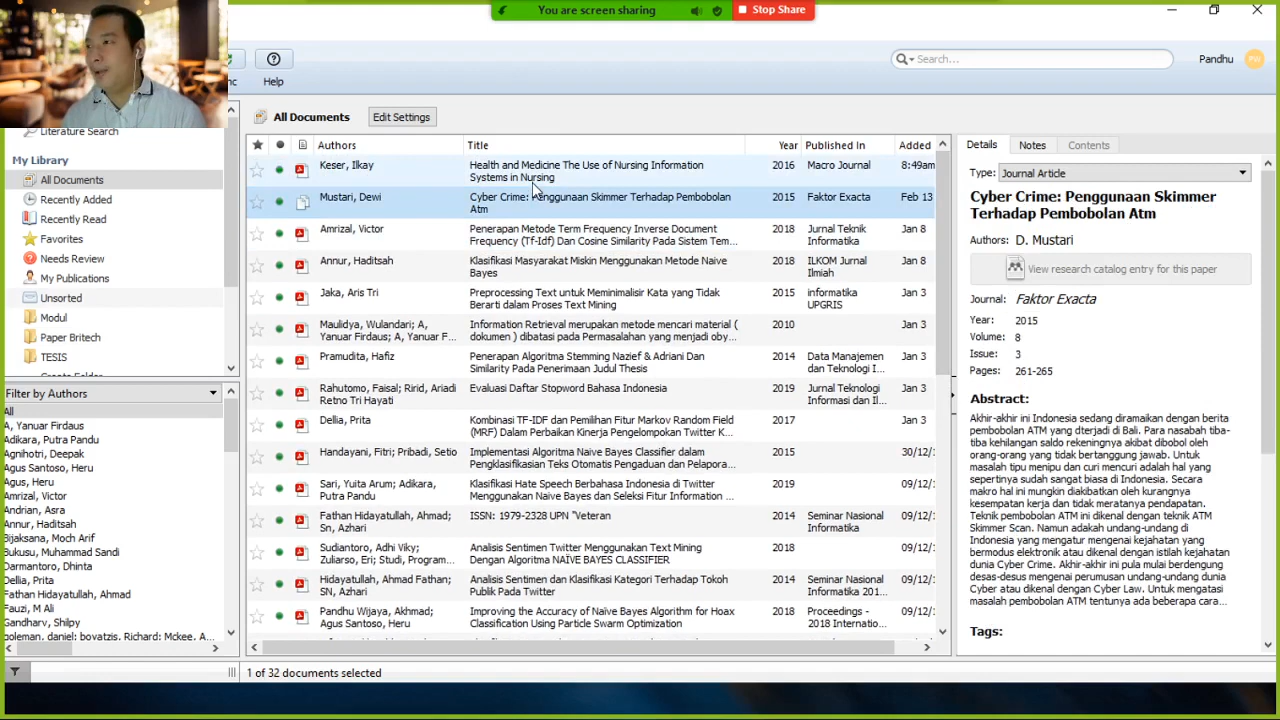 You are screen sharing
Stop Share
Help
Search...
Pandhu
PW
Literature Search
My Library
All Documents
Recently Added
Recently Read
Favorites
Needs Review
My Publications
Unsorted
Modul
Paper Britech
TESIS
Filter by Authors
All
A, Yanuar Firdaus
Adikara, Putra Pandu
Agnihotri, Deepak
Agus Santoso, Heru
Agus, Heru
Amrizal, Victor
Andrian, Asra
Annur, Haditsah
Bijaksana, Moch Arif
Bukusu, Muhammad Sandi
Darmantoro, Dhinta
Dellia, Prita
Fathan Hidayatullah, Ahmad
Fauzi, M Ali
Gandharv, Shilpy
goleman, daniel; boyatzis, Richard; Mckee, A...
All Documents
Edit Settings
Authors Title Year Published In Added
Keser, Ilkay Health and Medicine The Use of Nursing Information 2016 Macro Journal 8:49am
Systems in Nursing
Mustari, Dewi Cyber Crime: Penggunaan Skimmer Terhadap Pembobolan 2015 Faktor Exacta Feb 13
Atm
Amrizal, Victor Penerapan Metode Term Frequency Inverse Document 2018 Jurnal Teknik Jan 8
Frequency (Tf-Idf) Dan Cosine Similarity Pada Sistem Tem... Informatika
Annur, Haditsah Klasifikasi Masyarakat Miskin Menggunakan Metode Naive 2018 ILKOM Jurnal Jan 8
Bayes Ilmiah
Jaka, Aris Tri Preprocessing Text untuk Meminimalisir Kata yang Tidak 2015 informatika Jan 3
Berarti dalam Proses Text Mining UPGRIS
Maulidya, Wulandari; A, Information Retrieval merupakan metode mencari material ( 2010 Jan 3
Yanuar Firdaus; A, Yanuar F... dokumen ) dibatasi pada Permasalahan yang menjadi oby...
Pramudita, Hafiz Penerapan Algoritma Stemming Nazief & Adriani Dan 2014 Data Manajemen Jan 3
Similarity Pada Penerimaan Judul Thesis dan Teknologi I...
Rahutomo, Faisal; Ririd, Ariadi Evaluasi Daftar Stopword Bahasa Indonesia 2019 Jurnal Teknologi Jan 3
Retno Tri Hayati Informasi dan Il...
Dellia, Prita Kombinasi TF-IDF dan Pemilihan Fitur Markov Random Field 2017 Jan 3
(MRF) Dalam Perbaikan Kinerja Pengelompokan Twitter K...
Handayani, Fitri; Pribadi, Setio Implementasi Algoritma Naive Bayes Classifier dalam 2015 30/12/
Pengklasifikasian Teks Otomatis Pengaduan dan Pelapora...
Sari, Yuita Arum; Adikara, Klasifikasi Hate Speech Berbahasa Indonesia di Twitter 2019 09/12/
Putra Pandu Menggunakan Naive Bayes dan Seleksi Fitur Information ...
Fathan Hidayatullah, Ahmad; ISSN: 1979-2328 UPN "Veteran 2014 Seminar Nasional 09/12/
Sn, Azhari Informatika
Sudiantoro, Adhi Viky; Analisis Sentimen Twitter Menggunakan Text Mining 2018 09/12/
Zuliarso, Eri; Studi, Program... Dengan Algoritma NAÏVE BAYES CLASSIFIER
Hidayatullah, Ahmad Fathan; Analisis Sentimen dan Klasifikasi Kategori Terhadap Tokoh 2014 Seminar Nasional 09/12/
SN, Azhari Publik Pada Twitter Informatika 201...
Pandhu Wijaya, Akhmad; Improving the Accuracy of Naive Bayes Algorithm for Hoax 2018 Proceedings - 09/12/
Agus Santoso, Heru Classification Using Particle Swarm Optimization 2018 Internatio...
1 of 32 documents selected
Details Notes Contents
Type: Journal Article
Cyber Crime: Penggunaan Skimmer
Terhadap Pembobolan Atm
Authors: D. Mustari
View research catalog entry for this paper
Journal: Faktor Exacta
Year: 2015
Volume: 8
Issue: 3
Pages: 261-265
Abstract:
Akhir-akhir ini Indonesia sedang diramaikan dengan berita
pembobolan ATM yang dterjadi di Bali. Para nasabah tiba-
tiba kehilangan saldo rekeningnya akibat dibobol oleh
orang-orang yang tidak bertanggung jawab. Untuk
masalah tipu menipu dan curi mencuri adalah hal yang
sepertinya sudah sangat biasa di Indonesia. Secara
makro hal ini mungkin diakibatkan oleh kurangnya
kesempatan kerja dan tidak meratanya pendapatan.
Teknik pembobolan ATM ini dikenal dengan teknik ATM
Skimmer Scan. Namun adakah undang-undang di
Indonesia yang mengatur mengenai kejahatan yang
bermodus elektronik atau dikenal dengan istilah kejahatan
dunia Cyber Crime. Akhir-akhir ini pula mulai berdengung
desas-desus mengenai perumusan undang-undang dunia
Cyber atau dikenal dengan Cyber Law. Untuk mengatasi
masalah pembobolan ATM tentunya ada beberapa cara...
Tags: